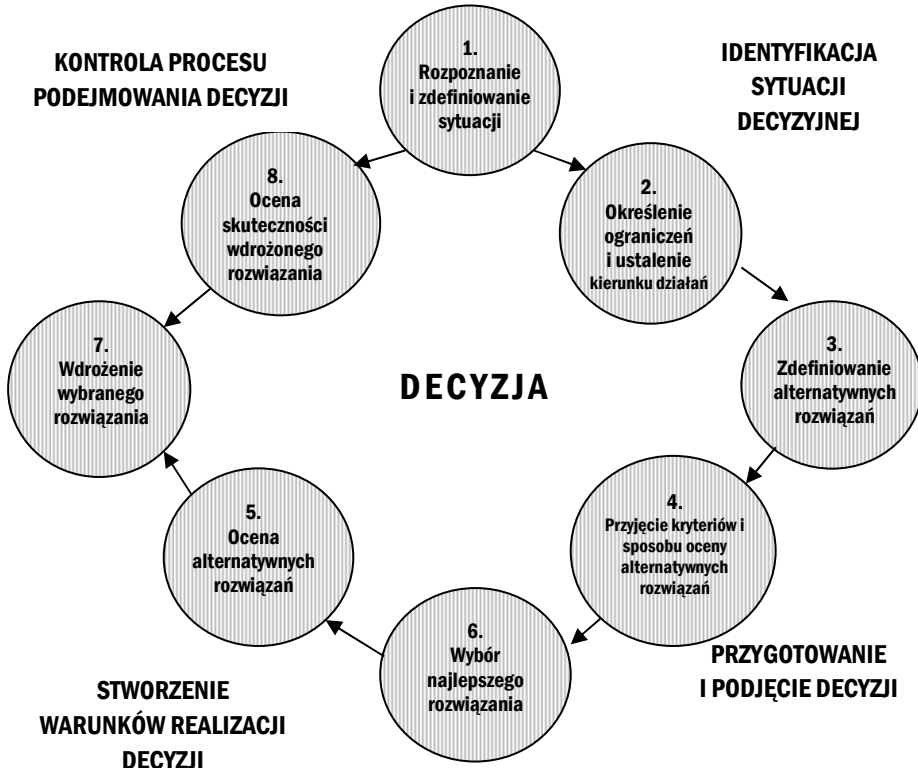 KONTROLA PROCESU
PODEJMOWANIA DECYZJI
IDENTYFIKACJA
SYTUACJI
DECYZYJNEJ
1.
Rozpoznanie
i zdefiniowanie
sytuacji
2.
Określenie
ograniczeń
i ustalenie
kierunku działań
3.
Zdefiniowanie
alternatywnych
rozwiązań
4.
Przyjęcie kryteriów i
sposobu oceny
alternatywnych
rozwiązań
6.
Wybór
najlepszego
rozwiązania
5.
Ocena
alternatywnych
rozwiązań
7.
Wdrożenie
wybranego
rozwiązania
8.
Ocena
skuteczności
wdrożonego
rozwiązania
DECYZJA
PRZYGOTOWANIE
I PODJĘCIE DECYZJI
STWORZENIE
WARUNKÓW REALIZACJI
DECYZJI